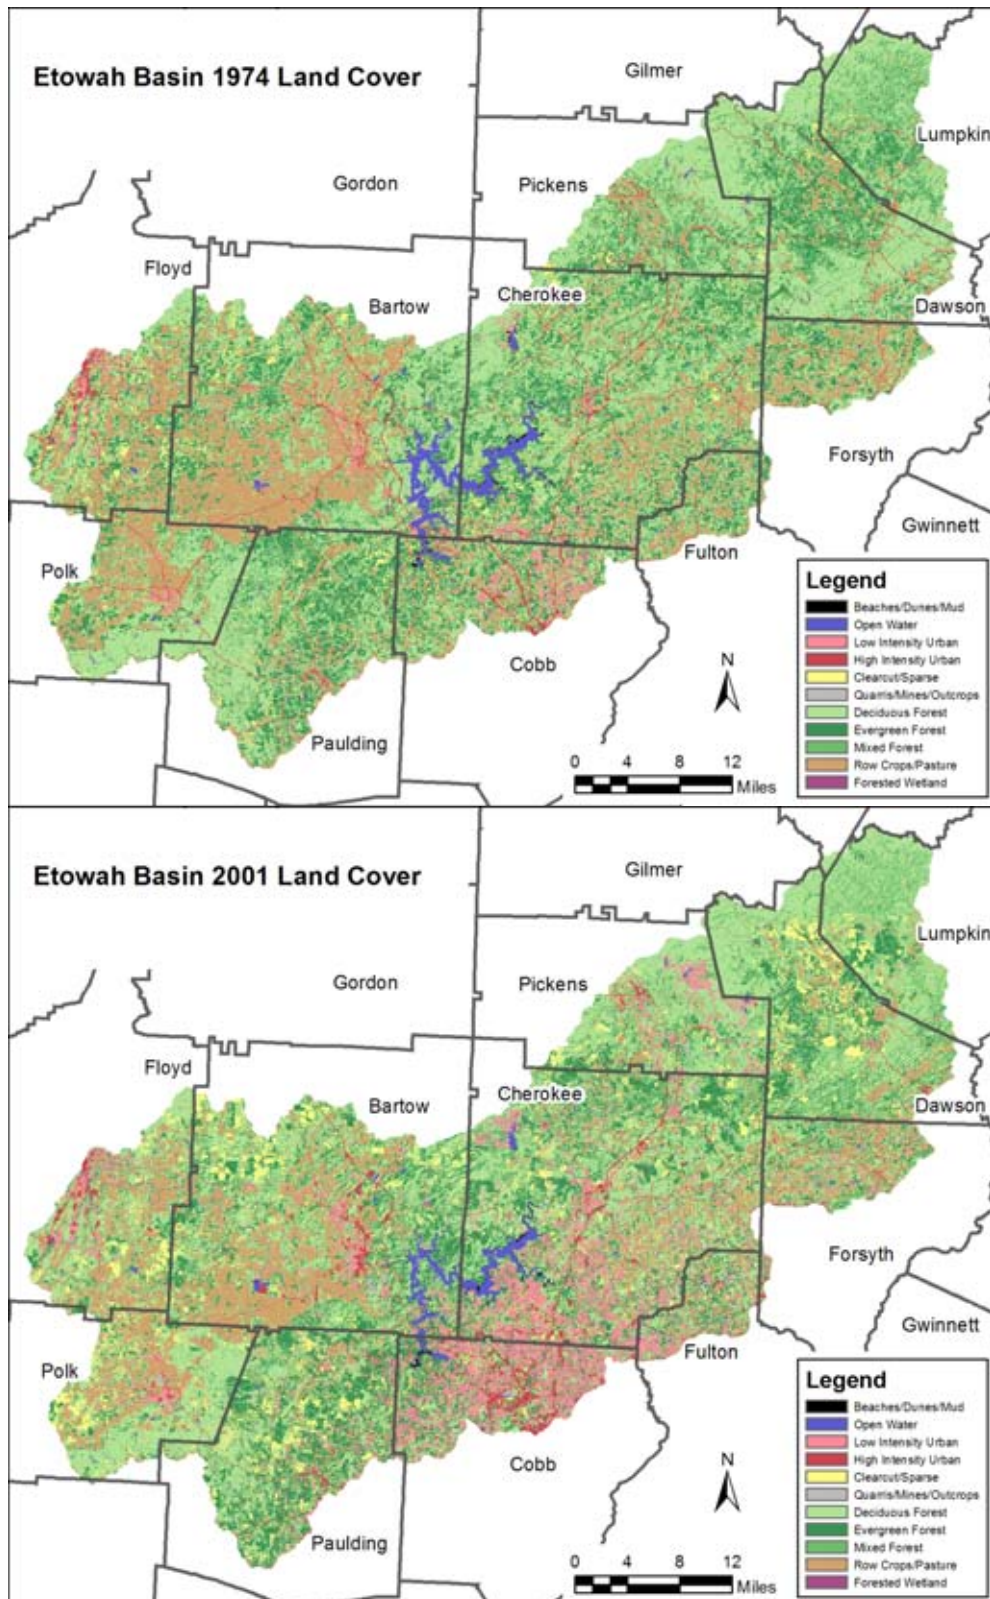 Etowah Basin 1974 Land Cover
Gilmer
Lumpkin
Gordon
Pickens
Floyd
Bartow
Cherokee
Dawson
Forsyth
Gwinnett
Polk
Fulton
Cobb
Paulding
N
0 4 8 12
Miles
Legend
Beaches/Dunes/Mud
Open Water
Low Intensity Urban
High Intensity Urban
Clearcut/Sparse
Quarris/Mines/Outcrops
Deciduous Forest
Evergreen Forest
Mixed Forest
Row Crops/Pasture
Forested Wetland
Etowah Basin 2001 Land Cover
Gilmer
Lumpkin
Gordon
Pickens
Floyd
Bartow
Cherokee
Dawson
Forsyth
Gwinnett
Polk
Fulton
Cobb
Paulding
N
0 4 8 12
Miles
Legend
Beaches/Dunes/Mud
Open Water
Low Intensity Urban
High Intensity Urban
Clearcut/Sparse
Quarris/Mines/Outcrops
Deciduous Forest
Evergreen Forest
Mixed Forest
Row Crops/Pasture
Forested Wetland